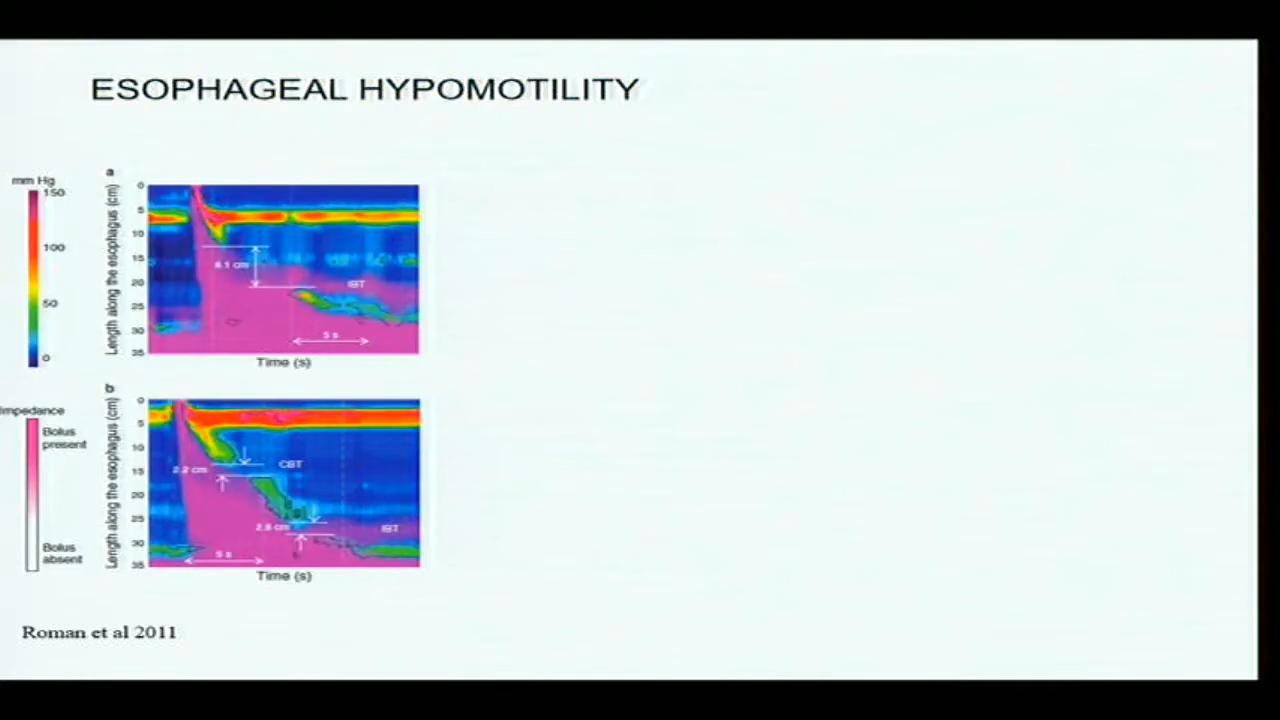 ESOPHAGEAL HYPOMOTILITY
mm Hg
150
100
50
0
a
Length along the esophagus (cm)
0
5
10
15
20
25
30
35
8.1 cm
IBT
5 s
Time (s)
Impedance
Bolus
present
Bolus
absent
b
Length along the esophagus (cm)
0
5
10
15
20
25
30
35
2.2 cm
CBT
2.8 cm
IBT
5 s
Time (s)
Roman et al 2011